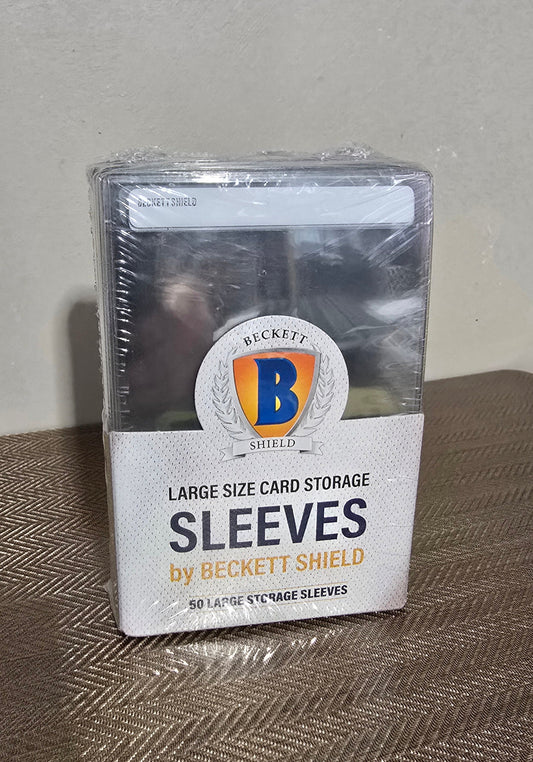 BECKETT SHIELD
BECKETT
B
SHIELD
LARGE SIZE CARD STORAGE
SLEEVES
by BECKETT SHIELD
50 LARGE STORAGE SLEEVES